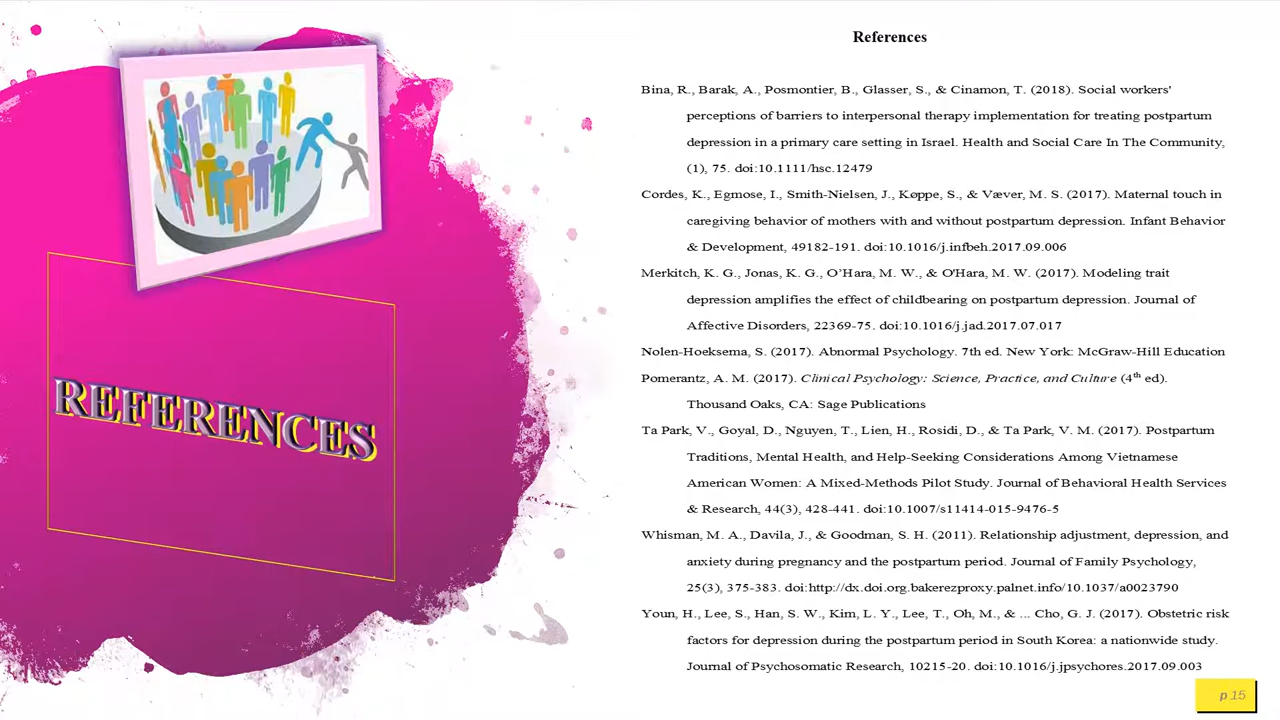 REFERENCES
References
Bina, R., Barak, A., Posmontier, B., Glasser, S., & Cinamon, T. (2018). Social workers'
perceptions of barriers to interpersonal therapy implementation for treating postpartum
depression in a primary care setting in Israel. Health and Social Care In The Community,
(1), 75. doi:10.1111/hsc.12479
Cordes, K., Egmose, I., Smith-Nielsen, J., Køppe, S., & Væver, M. S. (2017). Maternal touch in
caregiving behavior of mothers with and without postpartum depression. Infant Behavior
& Development, 49182-191. doi:10.1016/j.infbeh.2017.09.006
Merkitch, K. G., Jonas, K. G., O’Hara, M. W., & O'Hara, M. W. (2017). Modeling trait
depression amplifies the effect of childbearing on postpartum depression. Journal of
Affective Disorders, 22369-75. doi:10.1016/j.jad.2017.07.017
Nolen-Hoeksema, S. (2017). Abnormal Psychology. 7th ed. New York: McGraw-Hill Education
Pomerantz, A. M. (2017). Clinical Psychology: Science, Practice, and Culture (4th ed).
Thousand Oaks, CA: Sage Publications
Ta Park, V., Goyal, D., Nguyen, T., Lien, H., Rosidi, D., & Ta Park, V. M. (2017). Postpartum
Traditions, Mental Health, and Help-Seeking Considerations Among Vietnamese
American Women: A Mixed-Methods Pilot Study. Journal of Behavioral Health Services
& Research, 44(3), 428-441. doi:10.1007/s11414-015-9476-5
Whisman, M. A., Davila, J., & Goodman, S. H. (2011). Relationship adjustment, depression, and
anxiety during pregnancy and the postpartum period. Journal of Family Psychology,
25(3), 375-383. doi:http://dx.doi.org.bakerezproxy.palnet.info/10.1037/a0023790
Youn, H., Lee, S., Han, S. W., Kim, L. Y., Lee, T., Oh, M., & ... Cho, G. J. (2017). Obstetric risk
factors for depression during the postpartum period in South Korea: a nationwide study.
Journal of Psychosomatic Research, 10215-20. doi:10.1016/j.jpsychores.2017.09.003
p 15